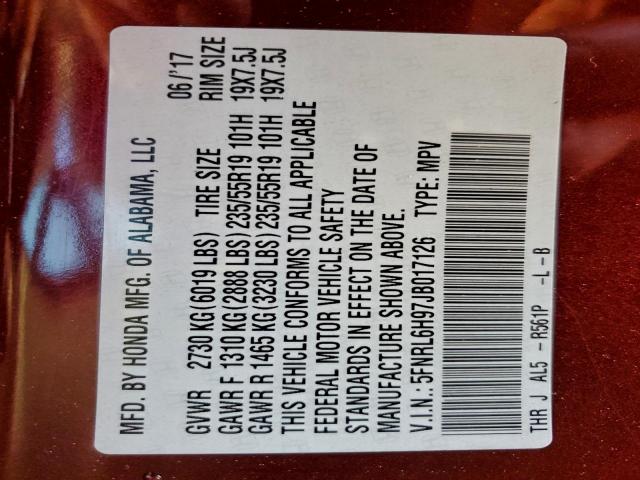 MFD. BY HONDA MFG. OF ALABAMA, LLC 06/'17
GVWR 2730 KG (6019 LBS) TIRE SIZE RIM SIZE
GAWR F 1310 KG (2888 LBS) 235/55R19 101H 19X7.5J
GAWR R 1465 KG (3230 LBS) 235/55R19 101H 19X7.5J
THIS VEHICLE CONFORMS TO ALL APPLICABLE
FEDERAL MOTOR VEHICLE SAFETY
STANDARDS IN EFFECT ON THE DATE OF
MANUFACTURE SHOWN ABOVE.
V.I.N.: 5FNRL6H97JB017126 TYPE: MPV
THR J AL5 - R561P -L-B